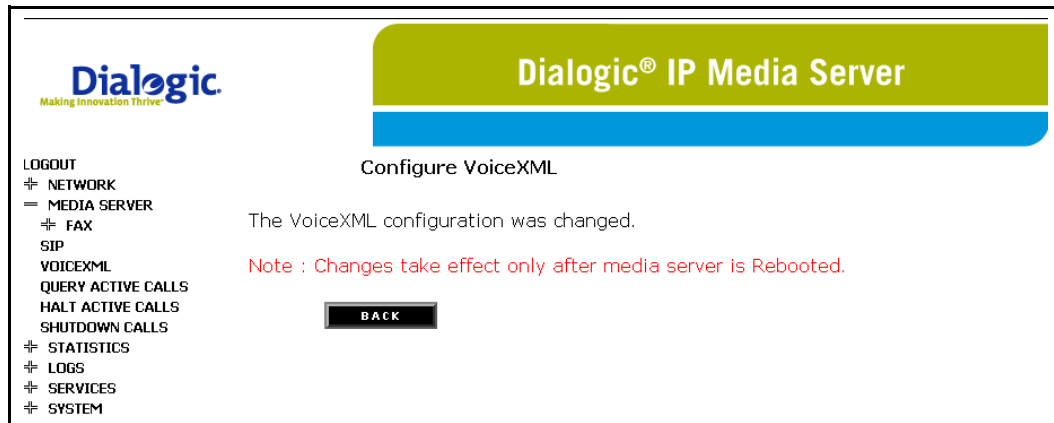 Dialogic.
Making Innovation Thrive™
Dialogic® IP Media Server
LOGOUT
NETWORK
MEDIA SERVER
FAX
SIP
VOICEXML
QUERY ACTIVE CALLS
HALT ACTIVE CALLS
SHUTDOWN CALLS
STATISTICS
LOGS
SERVICES
SYSTEM
Configure VoiceXML
The VoiceXML configuration was changed.
Note : Changes take effect only after media server is Rebooted.
BACK